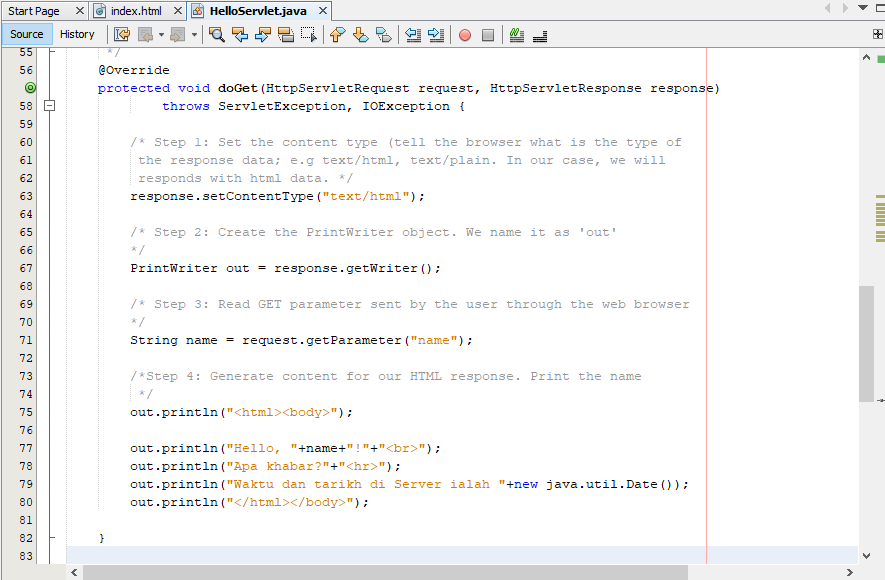 Start Page
index.html
HelloServlet.java
Source
History
55 */
56 @Override
protected void doGet(HttpServletRequest request, HttpServletResponse response)
58 throws ServletException, IOException {
59
60 /* Step 1: Set the content type (tell the browser what is the type of
61 the response data; e.g text/html, text/plain. In our case, we will
62 responds with html data. */
63 response.setContentType("text/html");
64
65 /* Step 2: Create the PrintWriter object. We name it as 'out'
66 */
67 PrintWriter out = response.getWriter();
68
69 /* Step 3: Read GET parameter sent by the user through the web browser
70 */
71 String name = request.getParameter("name");
72
73 /*Step 4: Generate content for our HTML response. Print the name
74 */
75 out.println("<html><body>");
76
77 out.println("Hello, "+name+"!"+"<br>");
78 out.println("Apa khabar?"+"<hr>");
79 out.println("Waktu dan tarikh di Server ialah "+new java.util.Date());
80 out.println("</html></body>");
81
82 }
83